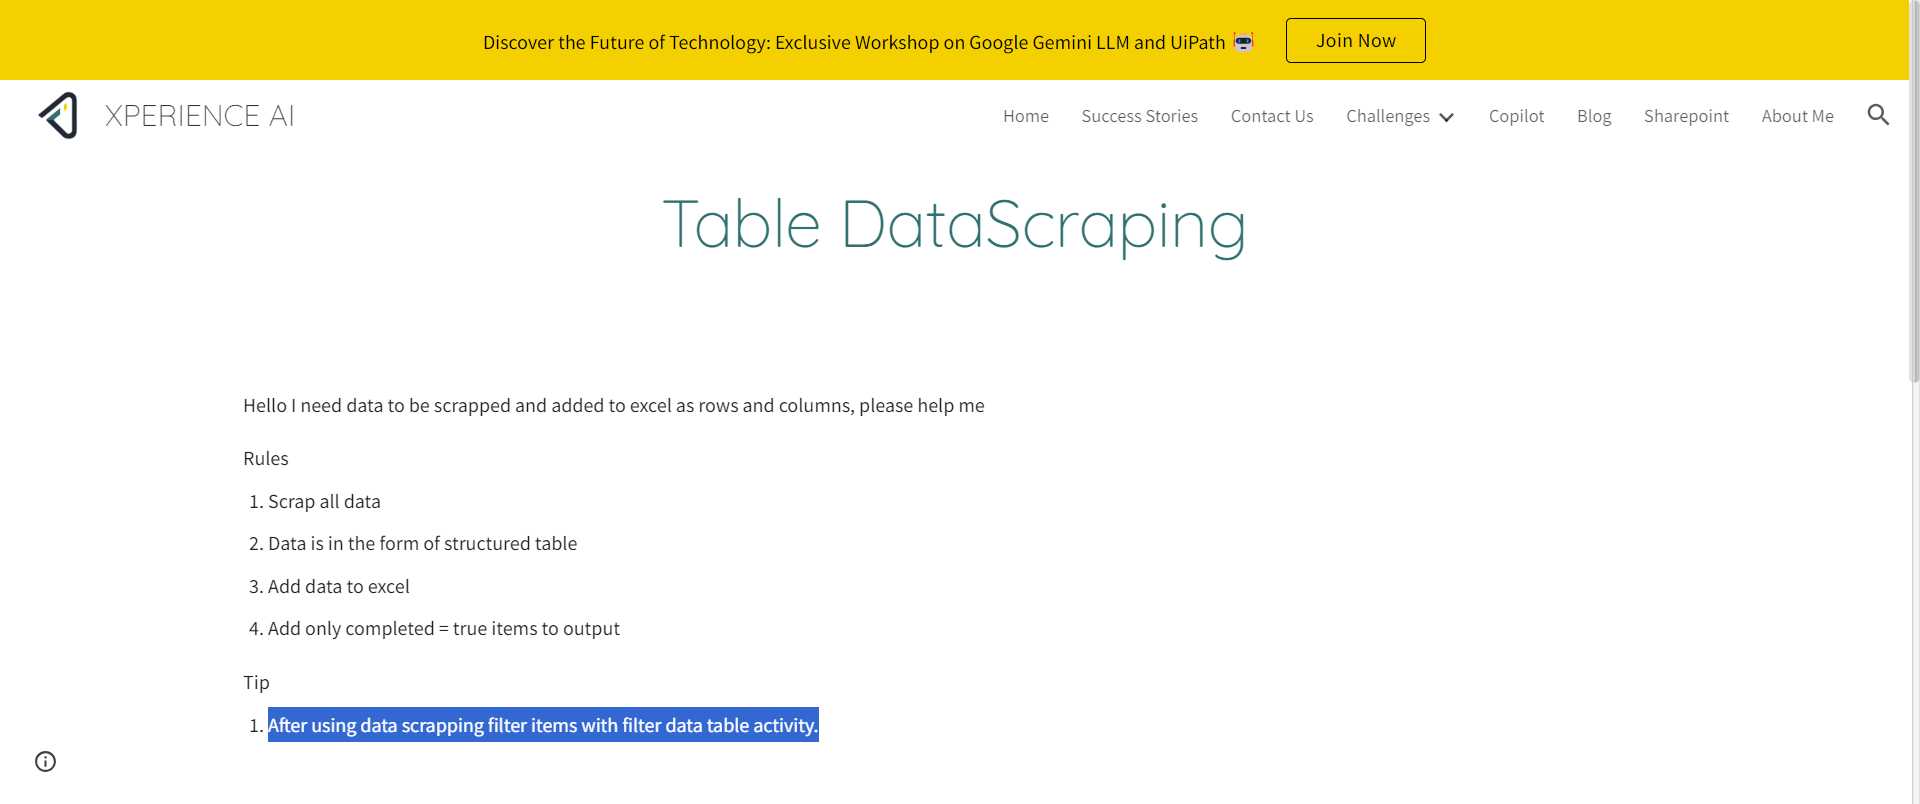 Discover the Future of Technology: Exclusive Workshop on Google Gemini LLM and UiPath
Join Now
XPERIENCE AI
Home
Success Stories
Contact Us
Challenges
Copilot
Blog
Sharepoint
About Me
Table DataScraping
Hello I need data to be scrapped and added to excel as rows and columns, please help me
Rules
1. Scrap all data
2. Data is in the form of structured table
3. Add data to excel
4. Add only completed = true items to output
Tip
1. After using data scrapping filter items with filter data table activity.